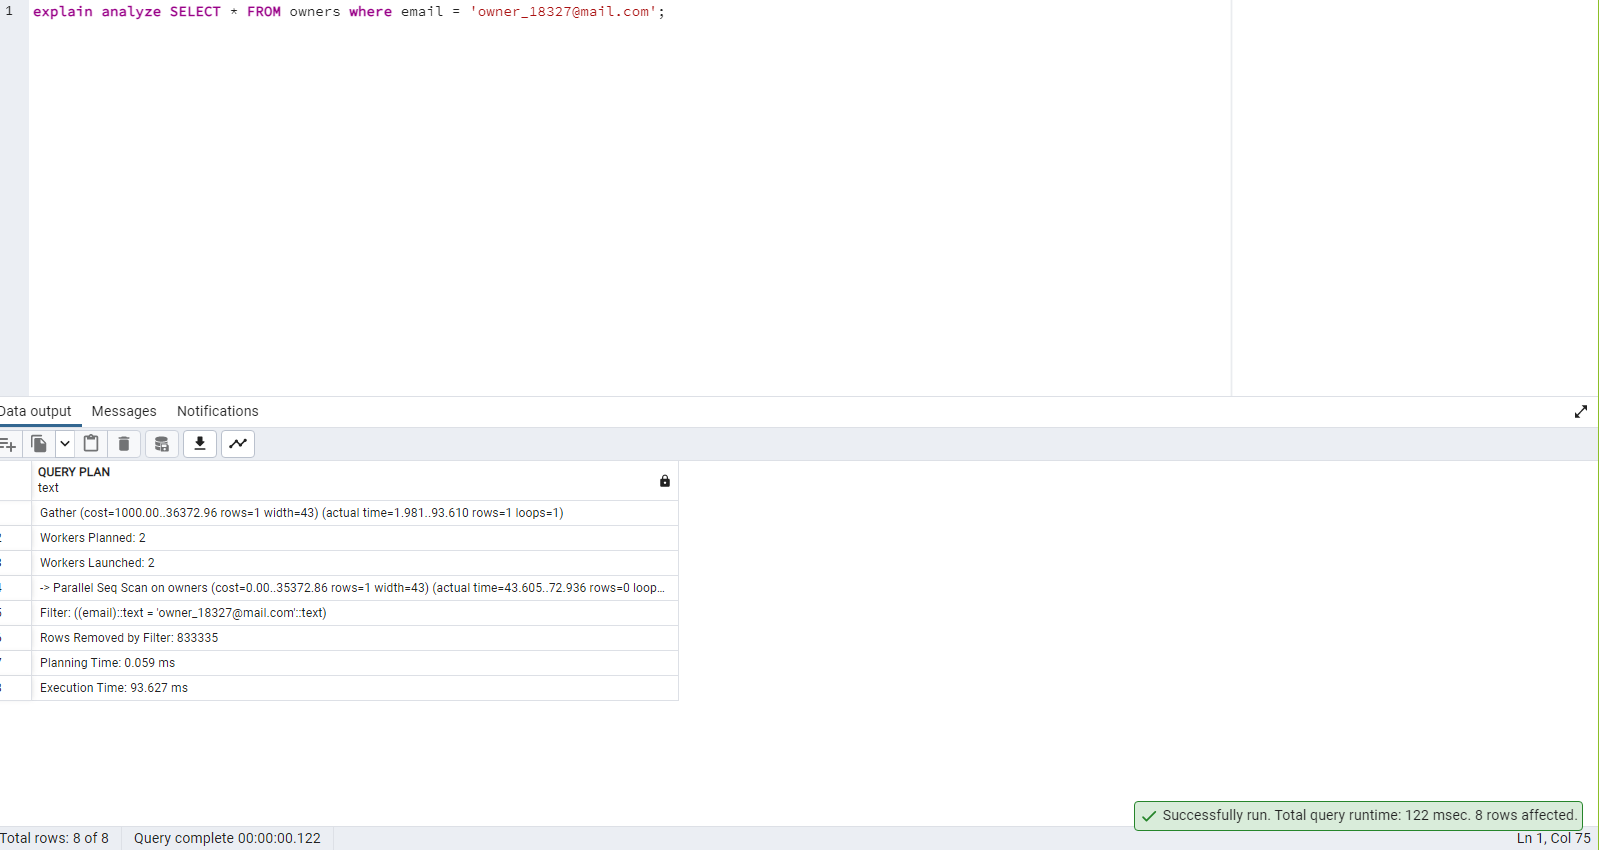 1 explain analyze SELECT * FROM owners where email = 'owner_18327@mail.com';
Data output Messages Notifications
QUERY PLAN
text
Gather (cost=1000.00..36372.96 rows=1 width=43) (actual time=1.981..93.610 rows=1 loops=1)
Workers Planned: 2
Workers Launched: 2
-> Parallel Seq Scan on owners (cost=0.00..35372.86 rows=1 width=43) (actual time=43.605..72.936 rows=0 loop...
Filter: ((email)::text = 'owner_18327@mail.com'::text)
Rows Removed by Filter: 833335
Planning Time: 0.059 ms
Execution Time: 93.627 ms
Successfully run. Total query runtime: 122 msec. 8 rows affected.
Total rows: 8 of 8 Query complete 00:00:00.122 Ln 1, Col 75